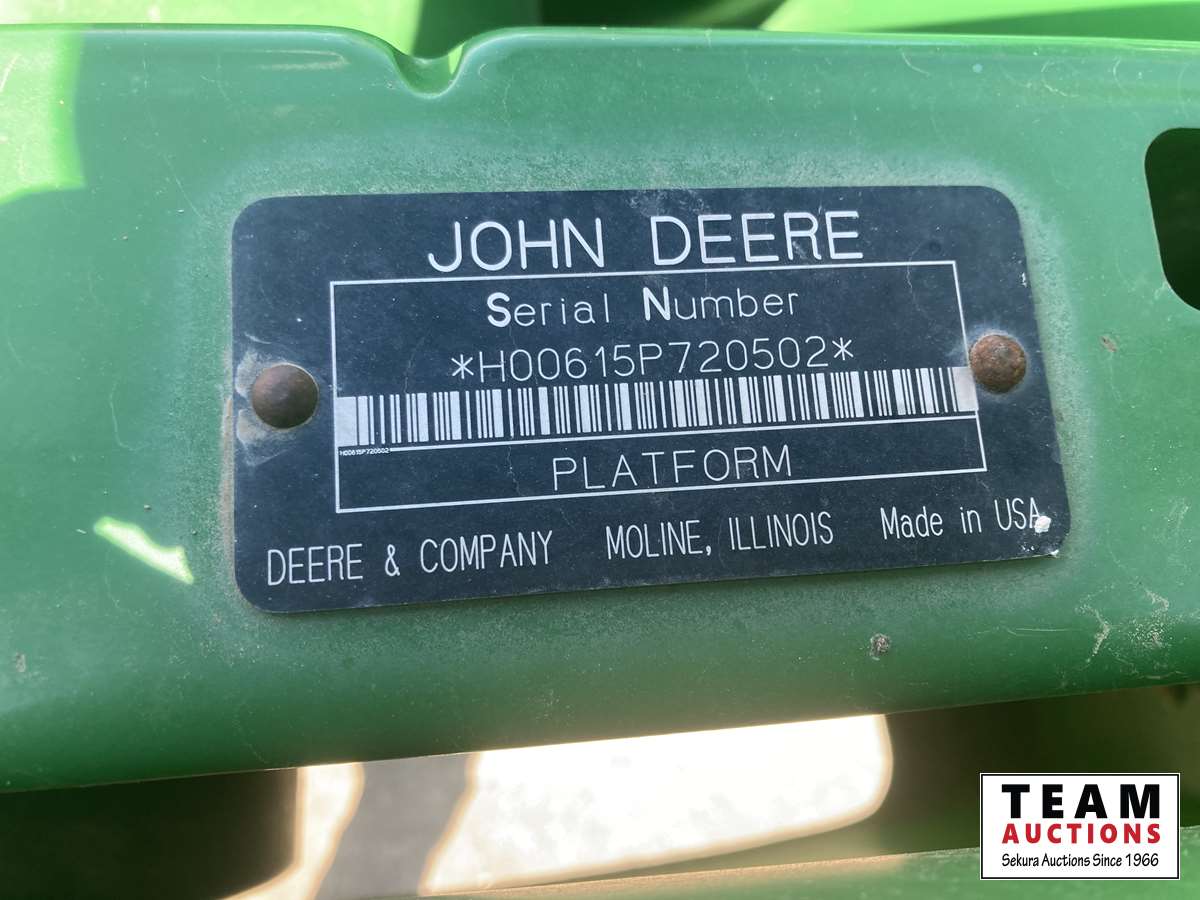 JOHN DEERE
Serial Number
*H00615P720502*
H00615P720502
PLATFORM
DEERE & COMPANY MOLINE, ILLINOIS Made in USA
TEAM
AUCTIONS
Sekura Auctions Since 1966